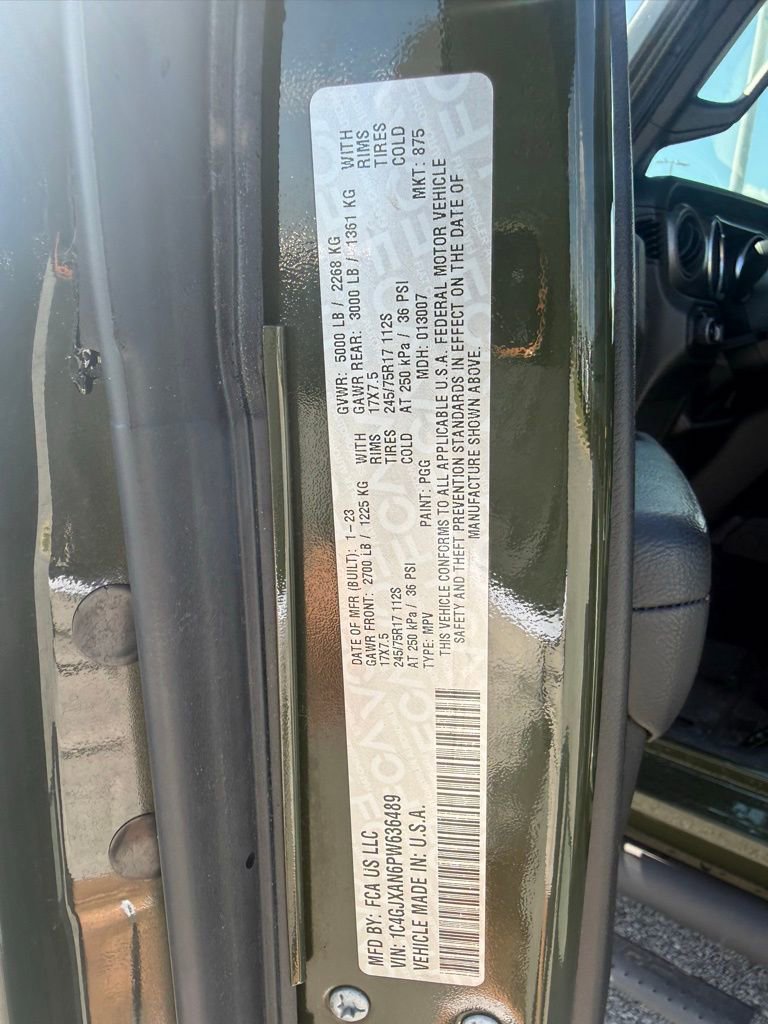 MFD BY: FCA US LLC
VIN: 1C4GJXAN6PW636489
VEHICLE MADE IN: U.S.A.
DATE OF MFR (BUILT): 1-23
GAWR FRONT: 2700 LB / 1225 KG WITH
17X7.5 RIMS
245/75R17 112S TIRES
AT 250 kPa / 36 PSI COLD
TYPE: MPV
GVWR: 5000 LB / 2268 KG
GAWR REAR: 3000 LB / 1361 KG WITH
17X7.5 RIMS
245/75R17 112S TIRES
AT 250 kPa / 36 PSI COLD
PAINT: PGG MDH: 013007 MKT: 875
THIS VEHICLE CONFORMS TO ALL APPLICABLE U.S.A. FEDERAL MOTOR VEHICLE
SAFETY AND THEFT PREVENTION STANDARDS IN EFFECT ON THE DATE OF
MANUFACTURE SHOWN ABOVE.